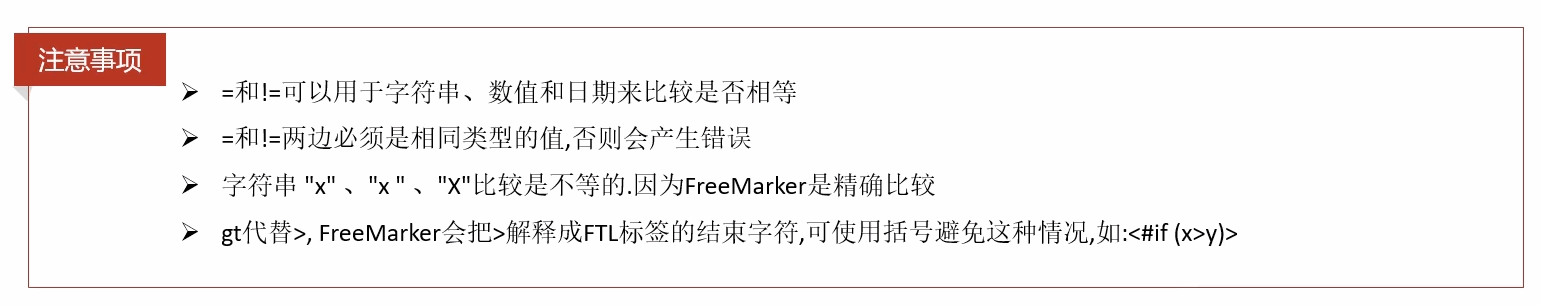 注意事项
➢ =和!=可以用于字符串、数值和日期来比较是否相等
➢ =和!=两边必须是相同类型的值,否则会产生错误
➢ 字符串 "x" 、"x " 、"X"比较是不等的.因为FreeMarker是精确比较
➢ gt代替>, FreeMarker会把>解释成FTL标签的结束字符,可使用括号避免这种情况,如:<#if (x>y)>